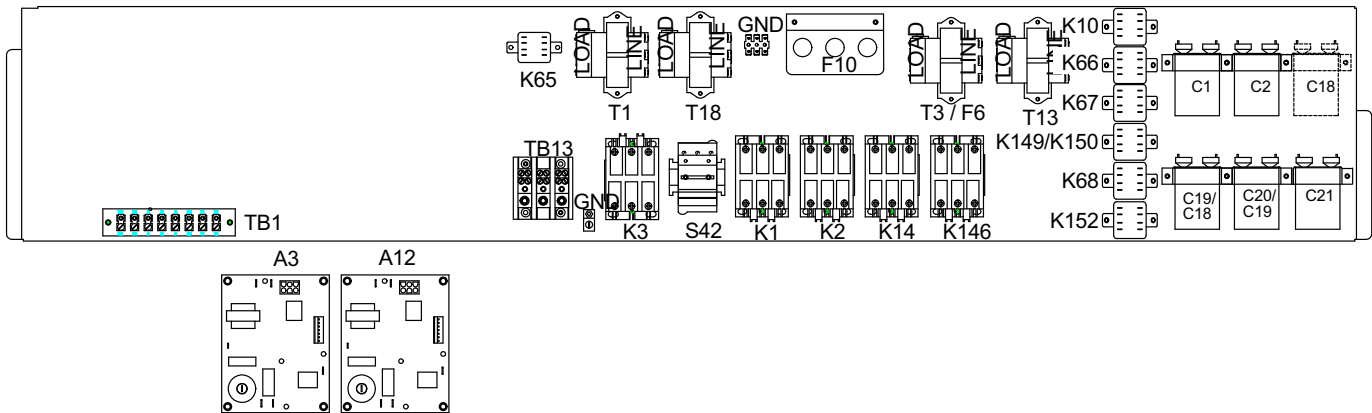 LOAD
LINE
LOAD
LINE
GND
LOAD
LINE
LOAD
K10
K65
F10
K66
C1
C2
C18
T1
T18
T3 / F6
T13
K67
TB13
K149/K150
GND
K68
C19/
C18
C20/
C19
C21
TB1
K3
S42
K1
K2
K14
K146
K152
A3
A12